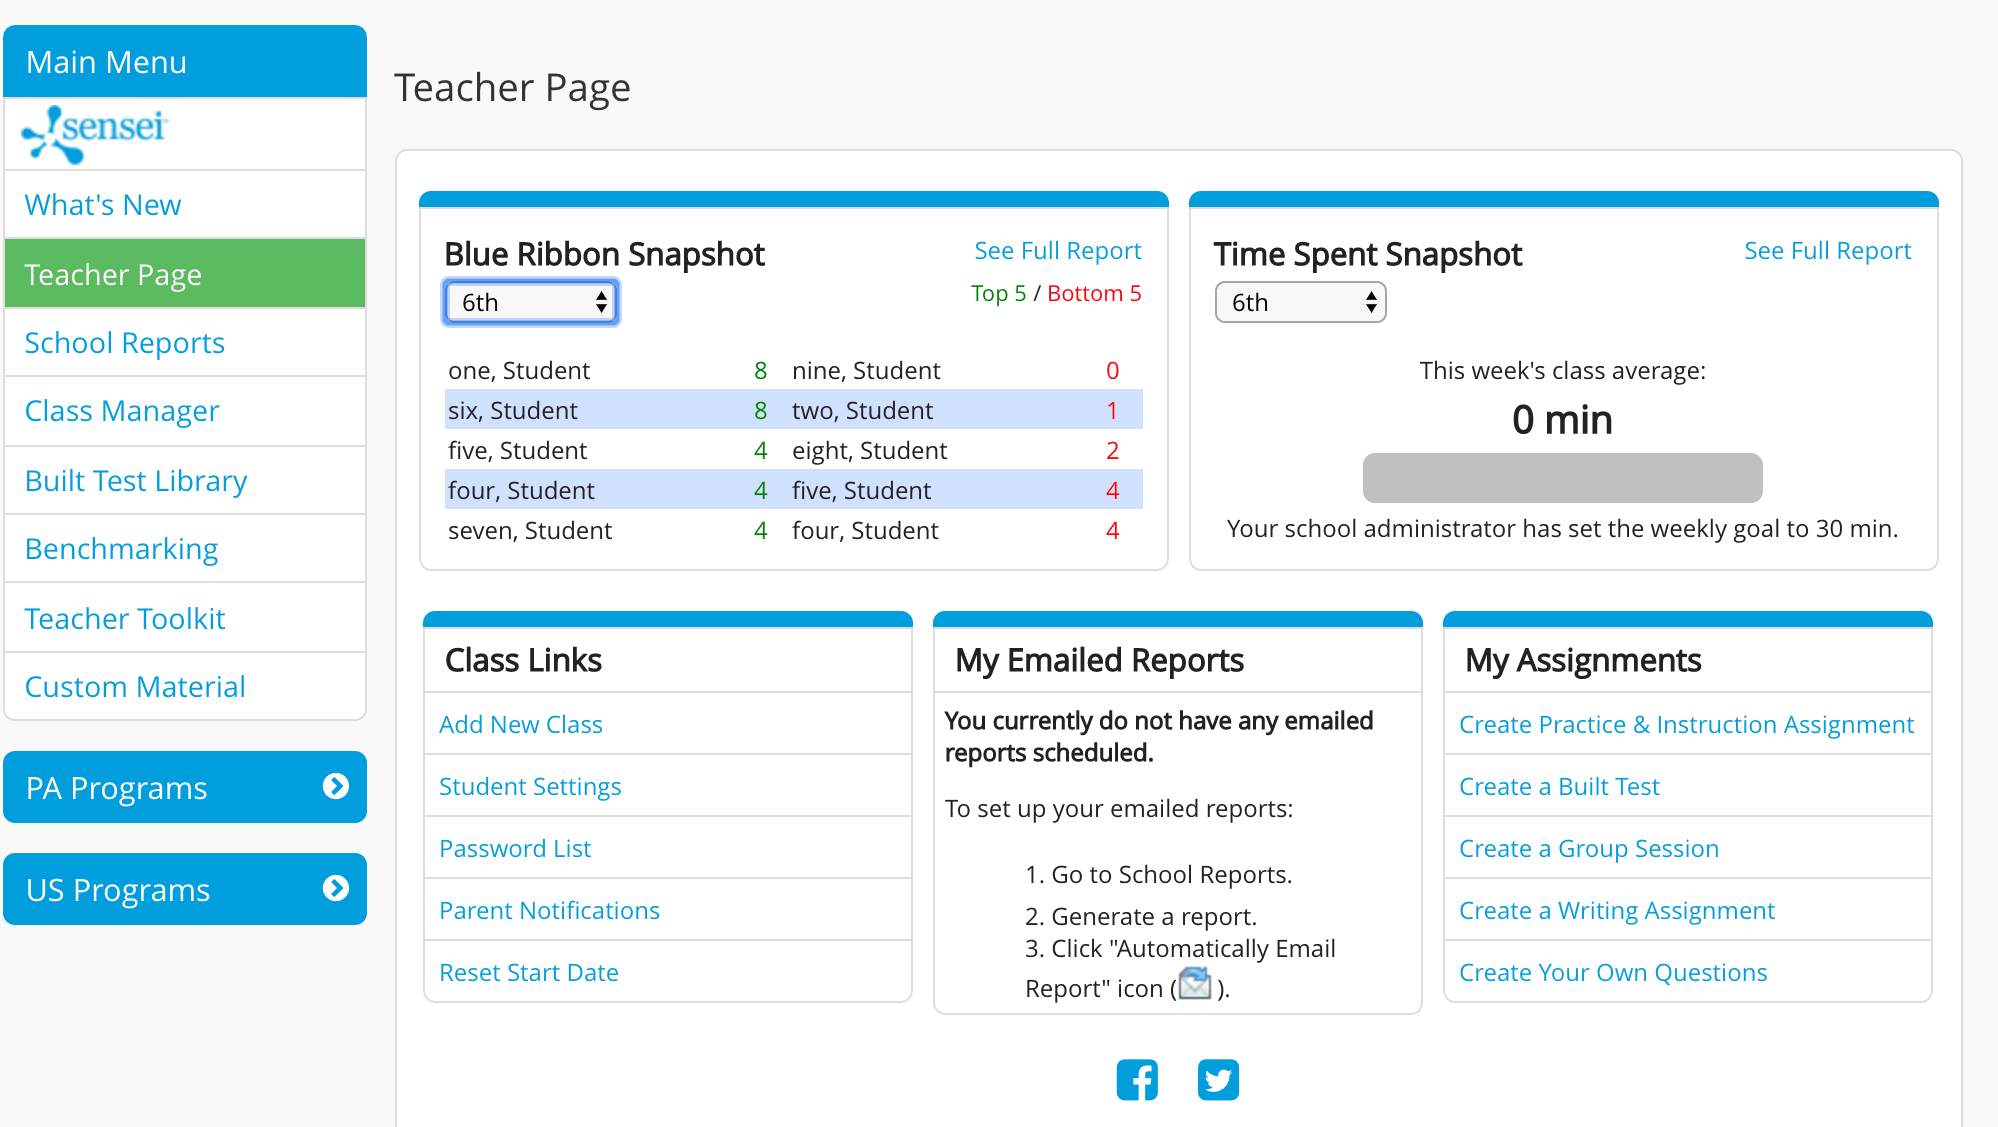 Main Menu
sensei
What's New
Teacher Page
School Reports
Class Manager
Built Test Library
Benchmarking
Teacher Toolkit
Custom Material
PA Programs
US Programs
Teacher Page
Blue Ribbon Snapshot
See Full Report
6th
Top 5 / Bottom 5
one, Student 8 nine, Student 0
six, Student 8 two, Student 1
five, Student 4 eight, Student 2
four, Student 4 five, Student 4
seven, Student 4 four, Student 4
Time Spent Snapshot
See Full Report
6th
This week's class average:
0 min
Your school administrator has set the weekly goal to 30 min.
Class Links
Add New Class
Student Settings
Password List
Parent Notifications
Reset Start Date
My Emailed Reports
You currently do not have any emailed
reports scheduled.
To set up your emailed reports:
1. Go to School Reports.
2. Generate a report.
3. Click "Automatically Email
Report" icon ( ).
My Assignments
Create Practice & Instruction Assignment
Create a Built Test
Create a Group Session
Create a Writing Assignment
Create Your Own Questions